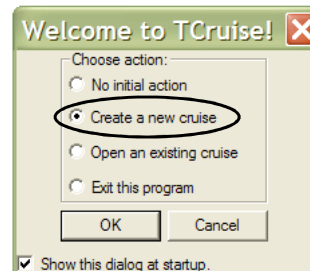 Welcome to TCruise!
Choose action:
No initial action
Create a new cruise
Open an existing cruise
Exit this program
OK Cancel
Show this dialog at startup.